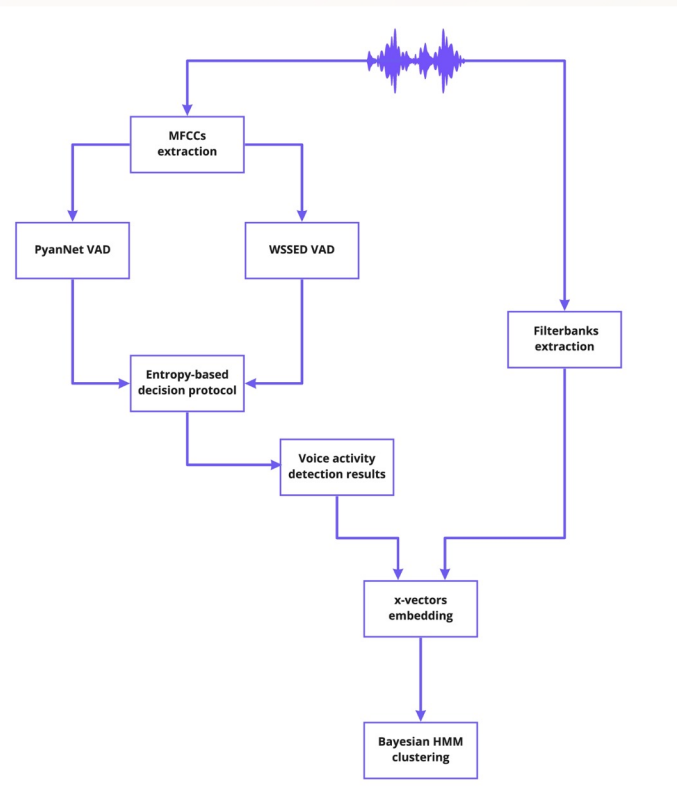 MFCCs
extraction
PyanNet VAD
WSSED VAD
Filterbanks
extraction
Entropy-based
decision protocol
Voice activity
detection results
x-vectors
embedding
Bayesian HMM
clustering